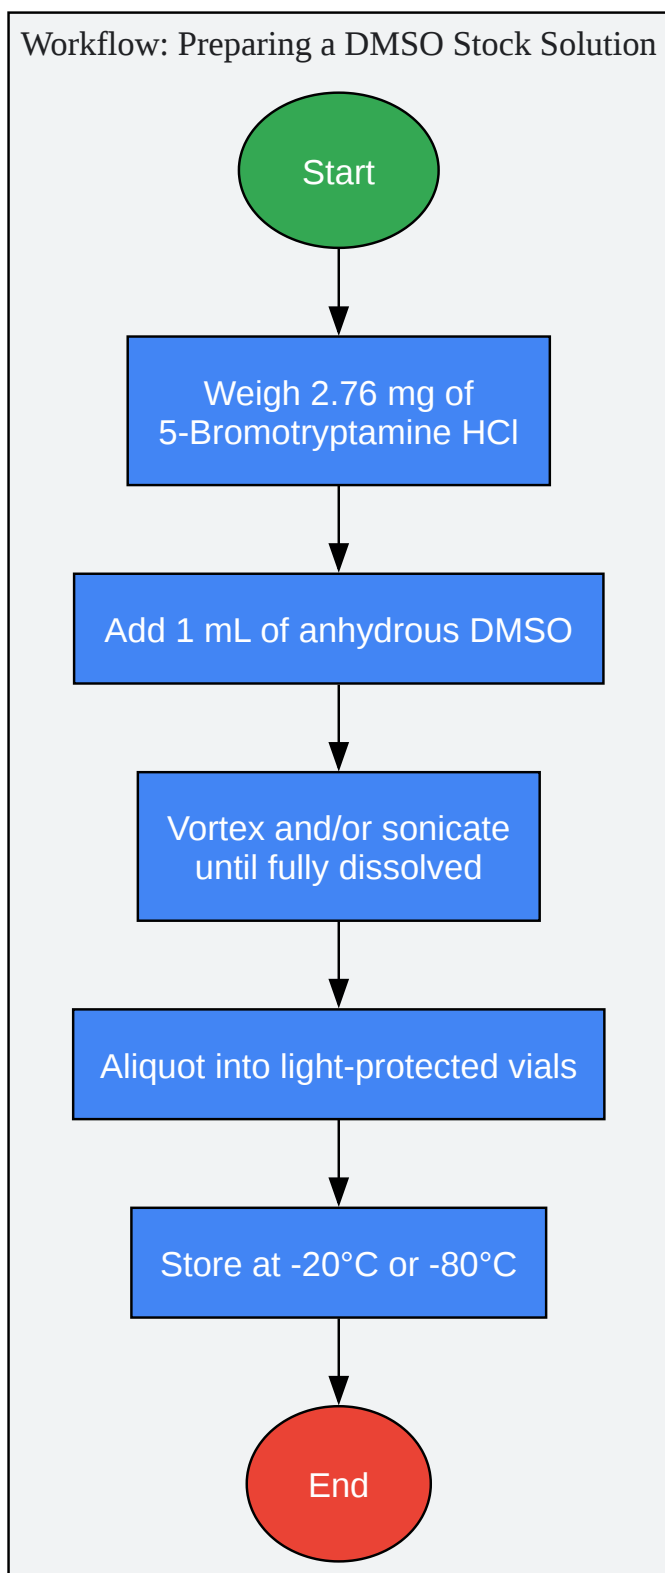 Workflow: Preparing a DMSO Stock Solution
Start
Weigh 2.76 mg of
5-Bromotryptamine HCl
Add 1 mL of anhydrous DMSO
Vortex and/or sonicate
until fully dissolved
Aliquot into light-protected vials
Store at -20°C or -80°C
End